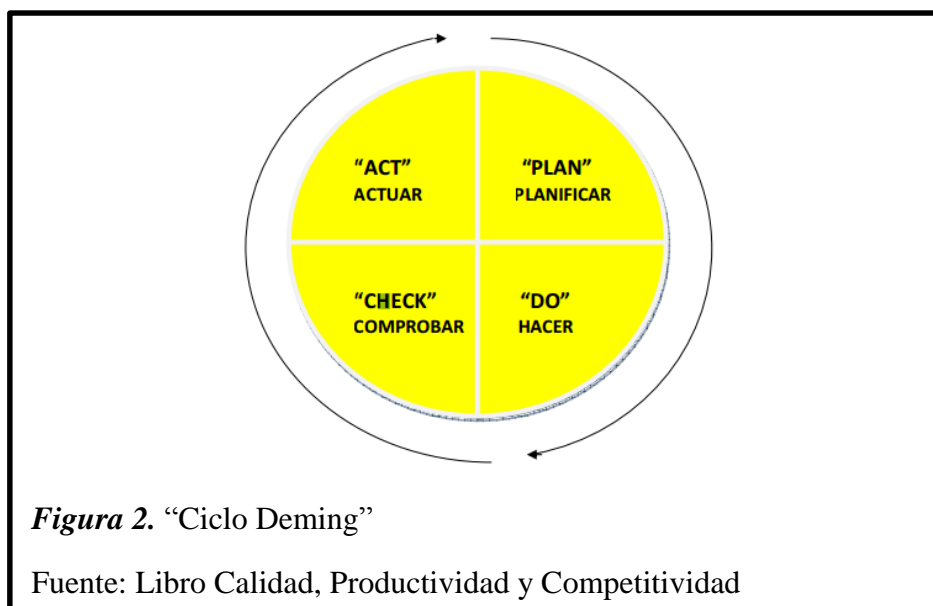 “ACT”
ACTUAR
“PLAN”
PLANIFICAR
“CHECK”
COMPROBAR
“DO”
HACER
Figura 2. “Ciclo Deming”
Fuente: Libro Calidad, Productividad y Competitividad